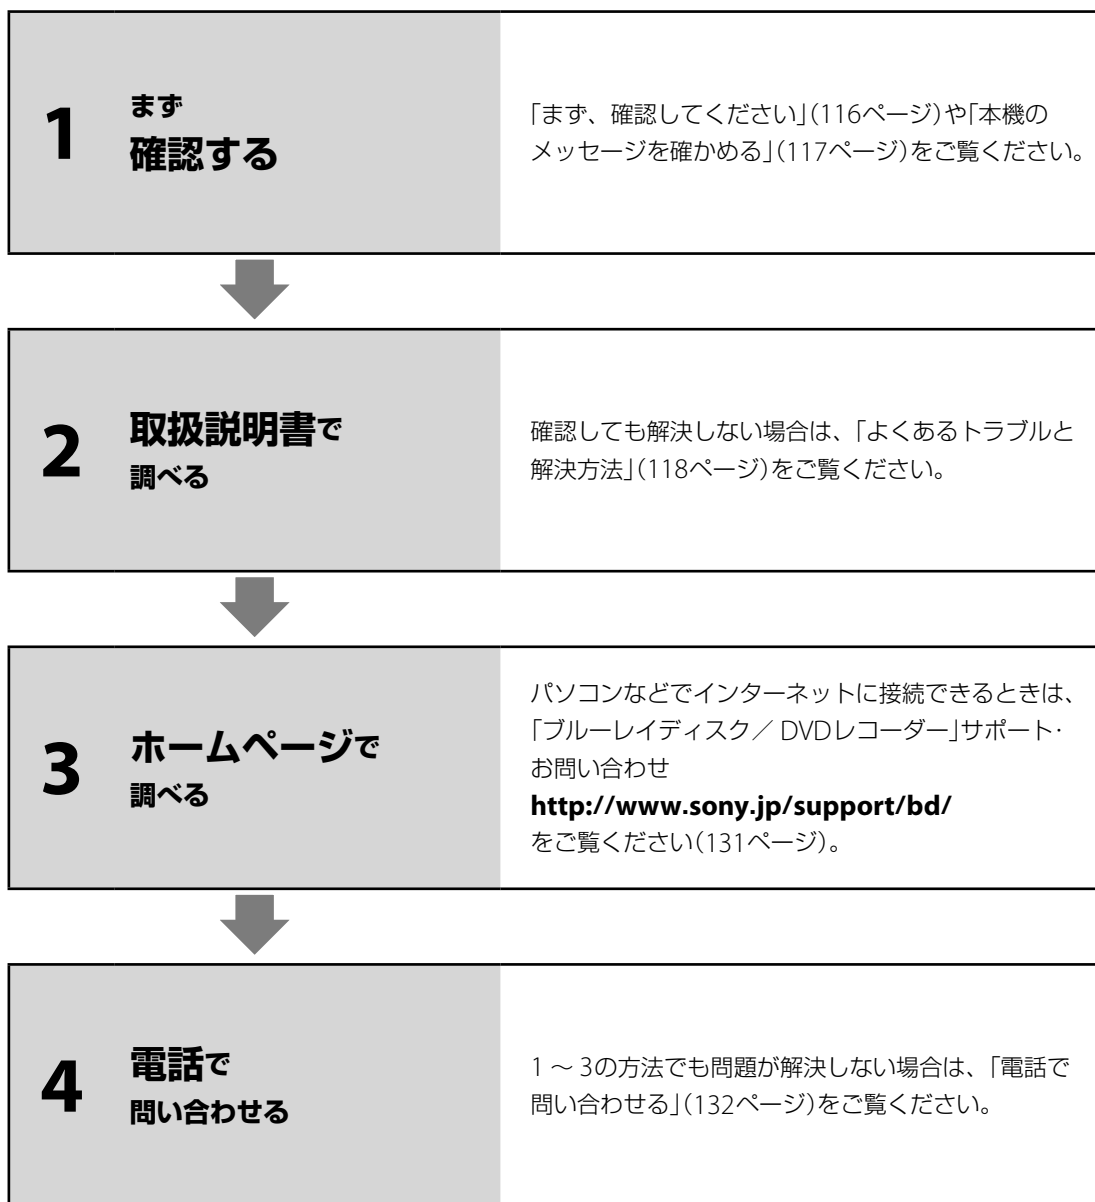 1
まず
確認する
「まず、確認してください」(116ページ)や「本機の
メッセージを確かめる」(117ページ)をご覧ください。
2
取扱説明書で
調べる
確認しても解決しない場合は、「よくあるトラブルと
解決方法」(118ページ)をご覧ください。
3
ホームページで
調べる
パソコンなどでインターネットに接続できるときは、
「ブルーレイディスク／ DVDレコーダー」サポート・
お問い合わせ
http://www.sony.jp/support/bd/
をご覧ください(131ページ)。
4
電話で
問い合わせる
1 ～ 3の方法でも問題が解決しない場合は、「電話で
問い合わせる」(132ページ)をご覧ください。